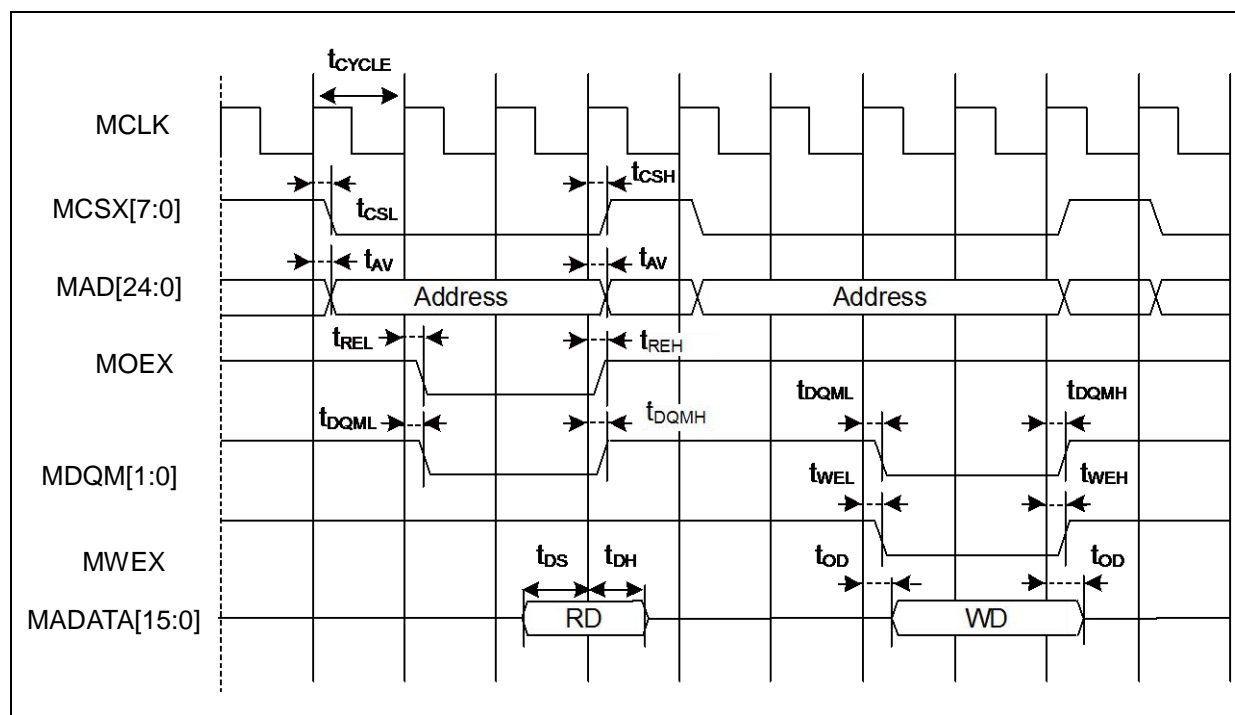 tCYCLE
MCLK
tCSH
MCSX[7:0]
tCSL
tAV
tAV
MAD[24:0]
Address
Address
tREL
tREH
MOEX
tDQML
tDQMH
tDQML
tDQMH
MDQM[1:0]
tWEL
tWEH
MWEX
tDS
tDH
tOD
tOD
MADATA[15:0]
RD
WD